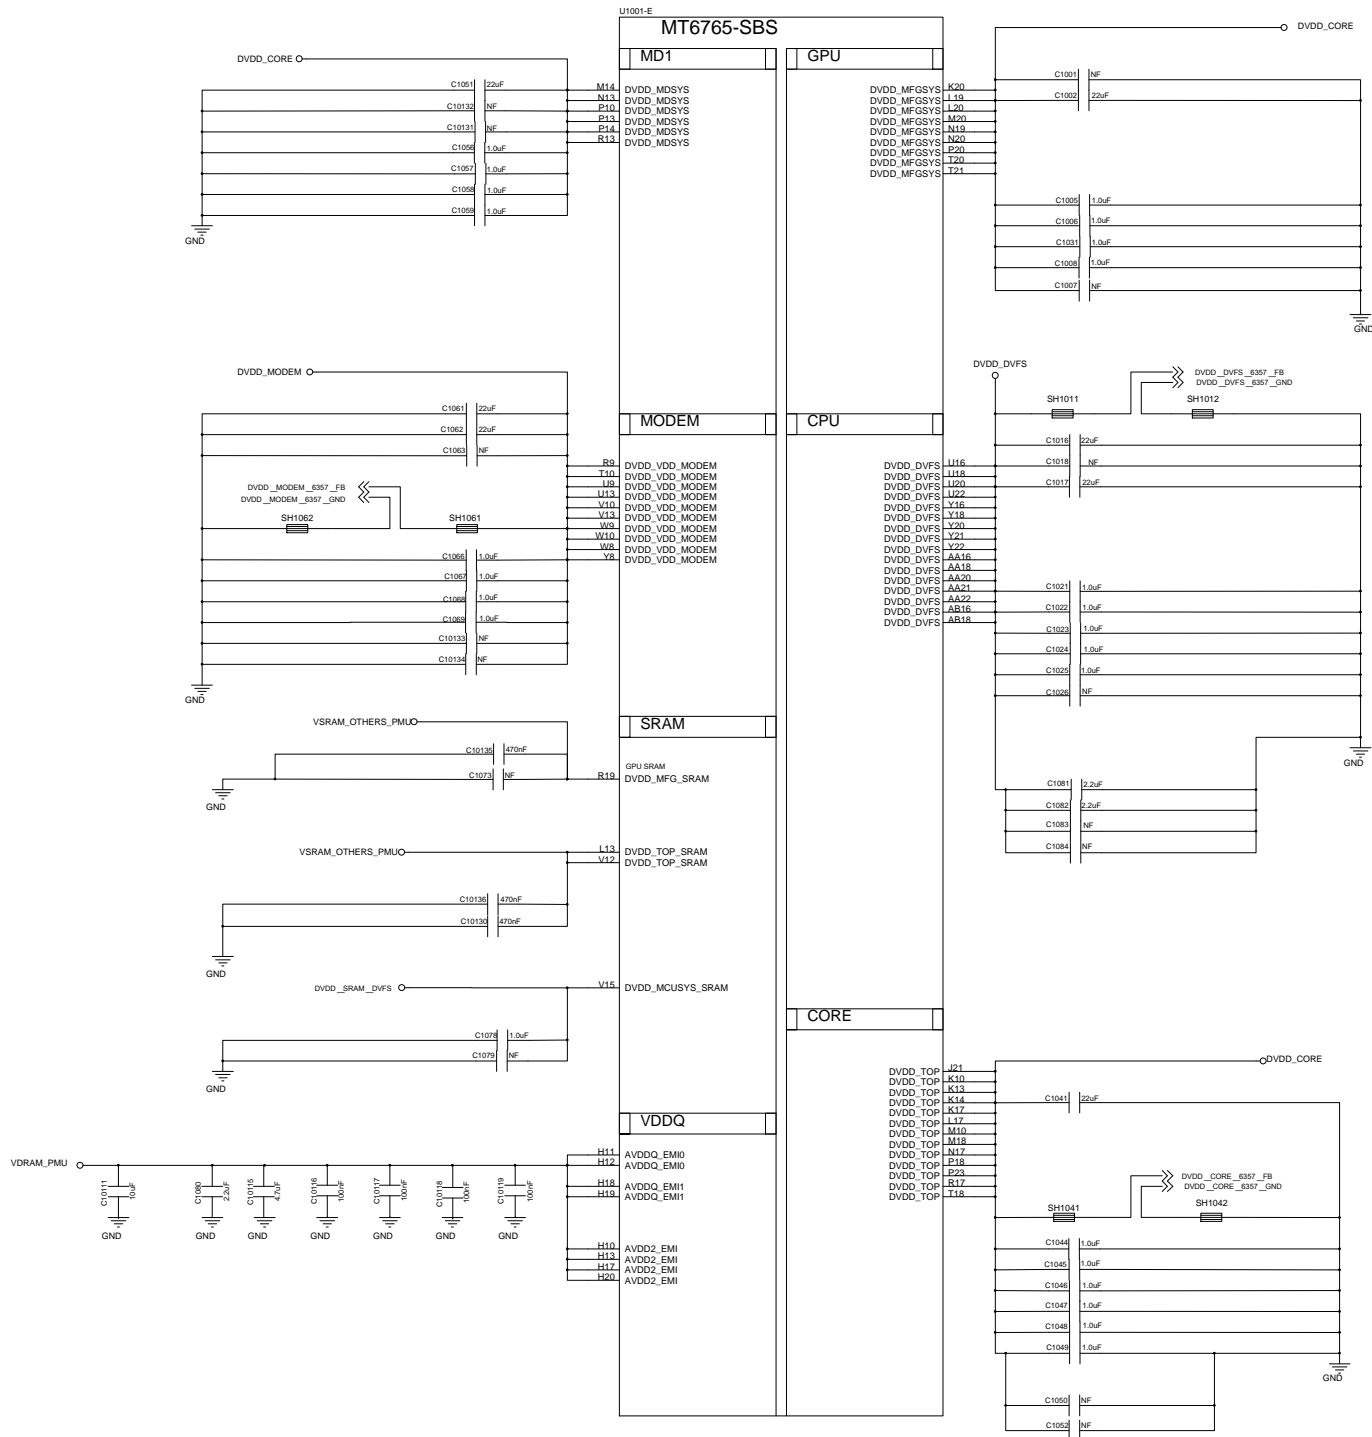 U1001-E
MT6765-SBS
MD1
GPU
DVDD_CORE
C1051 22uF
C10132 NF
C10131 NF
C1056 1.0uF
C1057 1.0uF
C1058 1.0uF
C1059 1.0uF
GND
M14 DVDD_MDSYS
N13 DVDD_MDSYS
P10 DVDD_MDSYS
P13 DVDD_MDSYS
P14 DVDD_MDSYS
R13 DVDD_MDSYS
DVDD_MFGSYS K20
DVDD_MFGSYS L19
DVDD_MFGSYS L20
DVDD_MFGSYS M20
DVDD_MFGSYS N19
DVDD_MFGSYS N20
DVDD_MFGSYS P20
DVDD_MFGSYS T20
DVDD_MFGSYS T21
DVDD_CORE
C1001 NF
C1002 22uF
C1005 1.0uF
C1006 1.0uF
C1031 1.0uF
C1008 1.0uF
C1007 NF
GND
DVDD_MODEM
C1061 22uF
C1062 22uF
C1063 NF
DVDD_MODEM_6357_FB
DVDD_MODEM_6357_GND
SH1062
SH1061
C1066 1.0uF
C1067 1.0uF
C1068 1.0uF
C1069 1.0uF
C10133 NF
C10134 NF
GND
MODEM
R9 DVDD_VDD_MODEM
T10 DVDD_VDD_MODEM
U9 DVDD_VDD_MODEM
U13 DVDD_VDD_MODEM
V10 DVDD_VDD_MODEM
V13 DVDD_VDD_MODEM
W9 DVDD_VDD_MODEM
W10 DVDD_VDD_MODEM
W8 DVDD_VDD_MODEM
Y8 DVDD_VDD_MODEM
CPU
DVDD_DVFS U16
DVDD_DVFS U18
DVDD_DVFS U20
DVDD_DVFS U22
DVDD_DVFS Y16
DVDD_DVFS Y18
DVDD_DVFS Y20
DVDD_DVFS Y21
DVDD_DVFS Y22
DVDD_DVFS AA16
DVDD_DVFS AA18
DVDD_DVFS AA20
DVDD_DVFS AA21
DVDD_DVFS AA22
DVDD_DVFS AB16
DVDD_DVFS AB18
DVDD_DVFS
DVDD_DVFS_6357_FB
DVDD_DVFS_6357_GND
SH1011
SH1012
C1016 22uF
C1018 NF
C1017 22uF
C1021 1.0uF
C1022 1.0uF
C1023 1.0uF
C1024 1.0uF
C1025 1.0uF
C1026 NF
GND
C1081 2.2uF
C1082 2.2uF
C1083 NF
C1084 NF
SRAM
VSRAM_OTHERS_PMU
C10135 470nF
C1073 NF
GND
GPU SRAM
R19 DVDD_MFG_SRAM
VSRAM_OTHERS_PMU
L13 DVDD_TOP_SRAM
V12 DVDD_TOP_SRAM
C10136 470nF
C10130 470nF
GND
DVDD_SRAM_DVFS
V15 DVDD_MCUSYS_SRAM
C1078 1.0uF
C1079 NF
GND
CORE
DVDD_TOP J21
DVDD_TOP K10
DVDD_TOP K13
DVDD_TOP K14
DVDD_TOP K17
DVDD_TOP L17
DVDD_TOP M10
DVDD_TOP M18
DVDD_TOP N17
DVDD_TOP P18
DVDD_TOP P23
DVDD_TOP R17
DVDD_TOP T18
DVDD_CORE
C1041 22uF
DVDD_CORE_6357_FB
DVDD_CORE_6357_GND
SH1041
SH1042
C1044 1.0uF
C1045 1.0uF
C1046 1.0uF
C1047 1.0uF
C1048 1.0uF
C1049 1.0uF
GND
C1050 NF
C1052 NF
VDDQ
VDRAM_PMU
C10111 10uF
C1080 2.2uF
C10115 4.7uF
C10116 100nF
C10117 100nF
C10118 100nF
C10119 100nF
GND
GND
GND
GND
GND
GND
GND
H11 AVDDQ_EMI0
H12 AVDDQ_EMI0
H18 AVDDQ_EMI1
H19 AVDDQ_EMI1
H10 AVDD2_EMI
H13 AVDD2_EMI
H17 AVDD2_EMI
H20 AVDD2_EMI